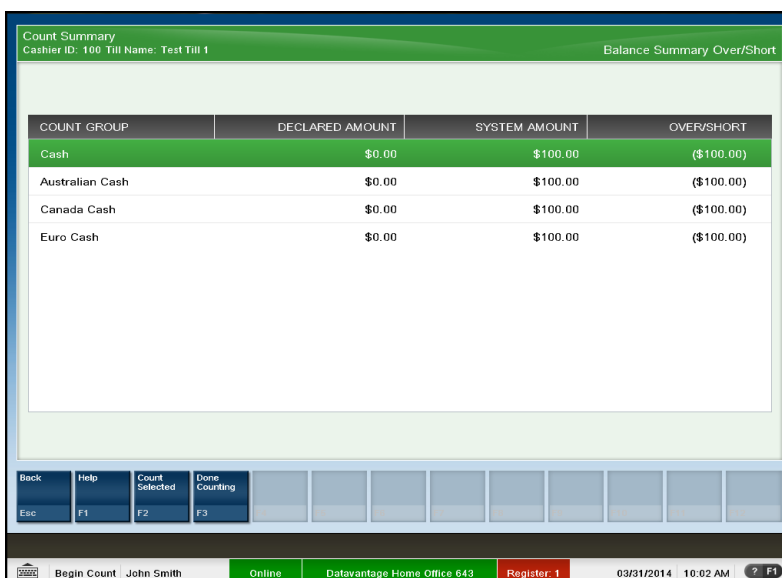 Count Summary
Cashier ID: 100 Till Name: Test Till 1
Balance Summary Over/Short
COUNT GROUP DECLARED AMOUNT SYSTEM AMOUNT OVER/SHORT
Cash $0.00 $100.00 ($100.00)
Australian Cash $0.00 $100.00 ($100.00)
Canada Cash $0.00 $100.00 ($100.00)
Euro Cash $0.00 $100.00 ($100.00)
Back Help Count Selected Done Counting
Esc F1 F2 F3
Begin Count John Smith Online Datavantage Home Office 643 Register: 1 03/31/2014 10:02 AM ? F1